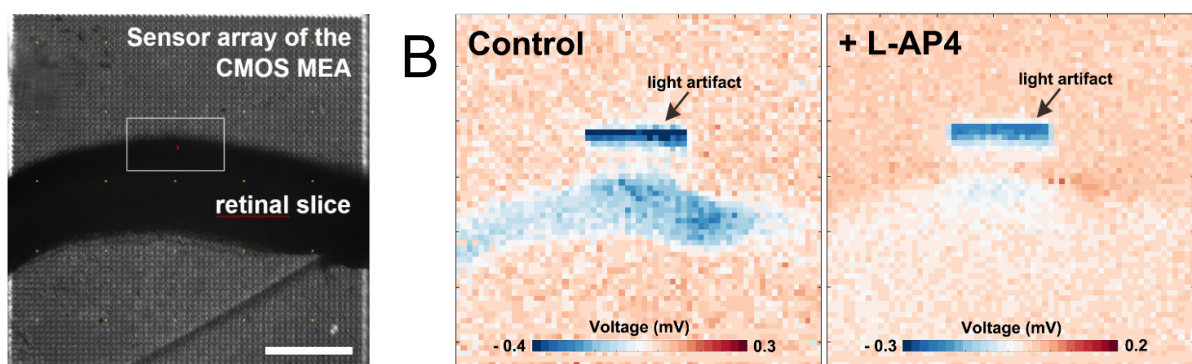 Sensor array of the
CMOS MEA
retinal slice
B
Control
light artifact
Voltage (mV)
- 0.4
0.3
+ L-AP4
light artifact
Voltage (mV)
- 0.3
0.2